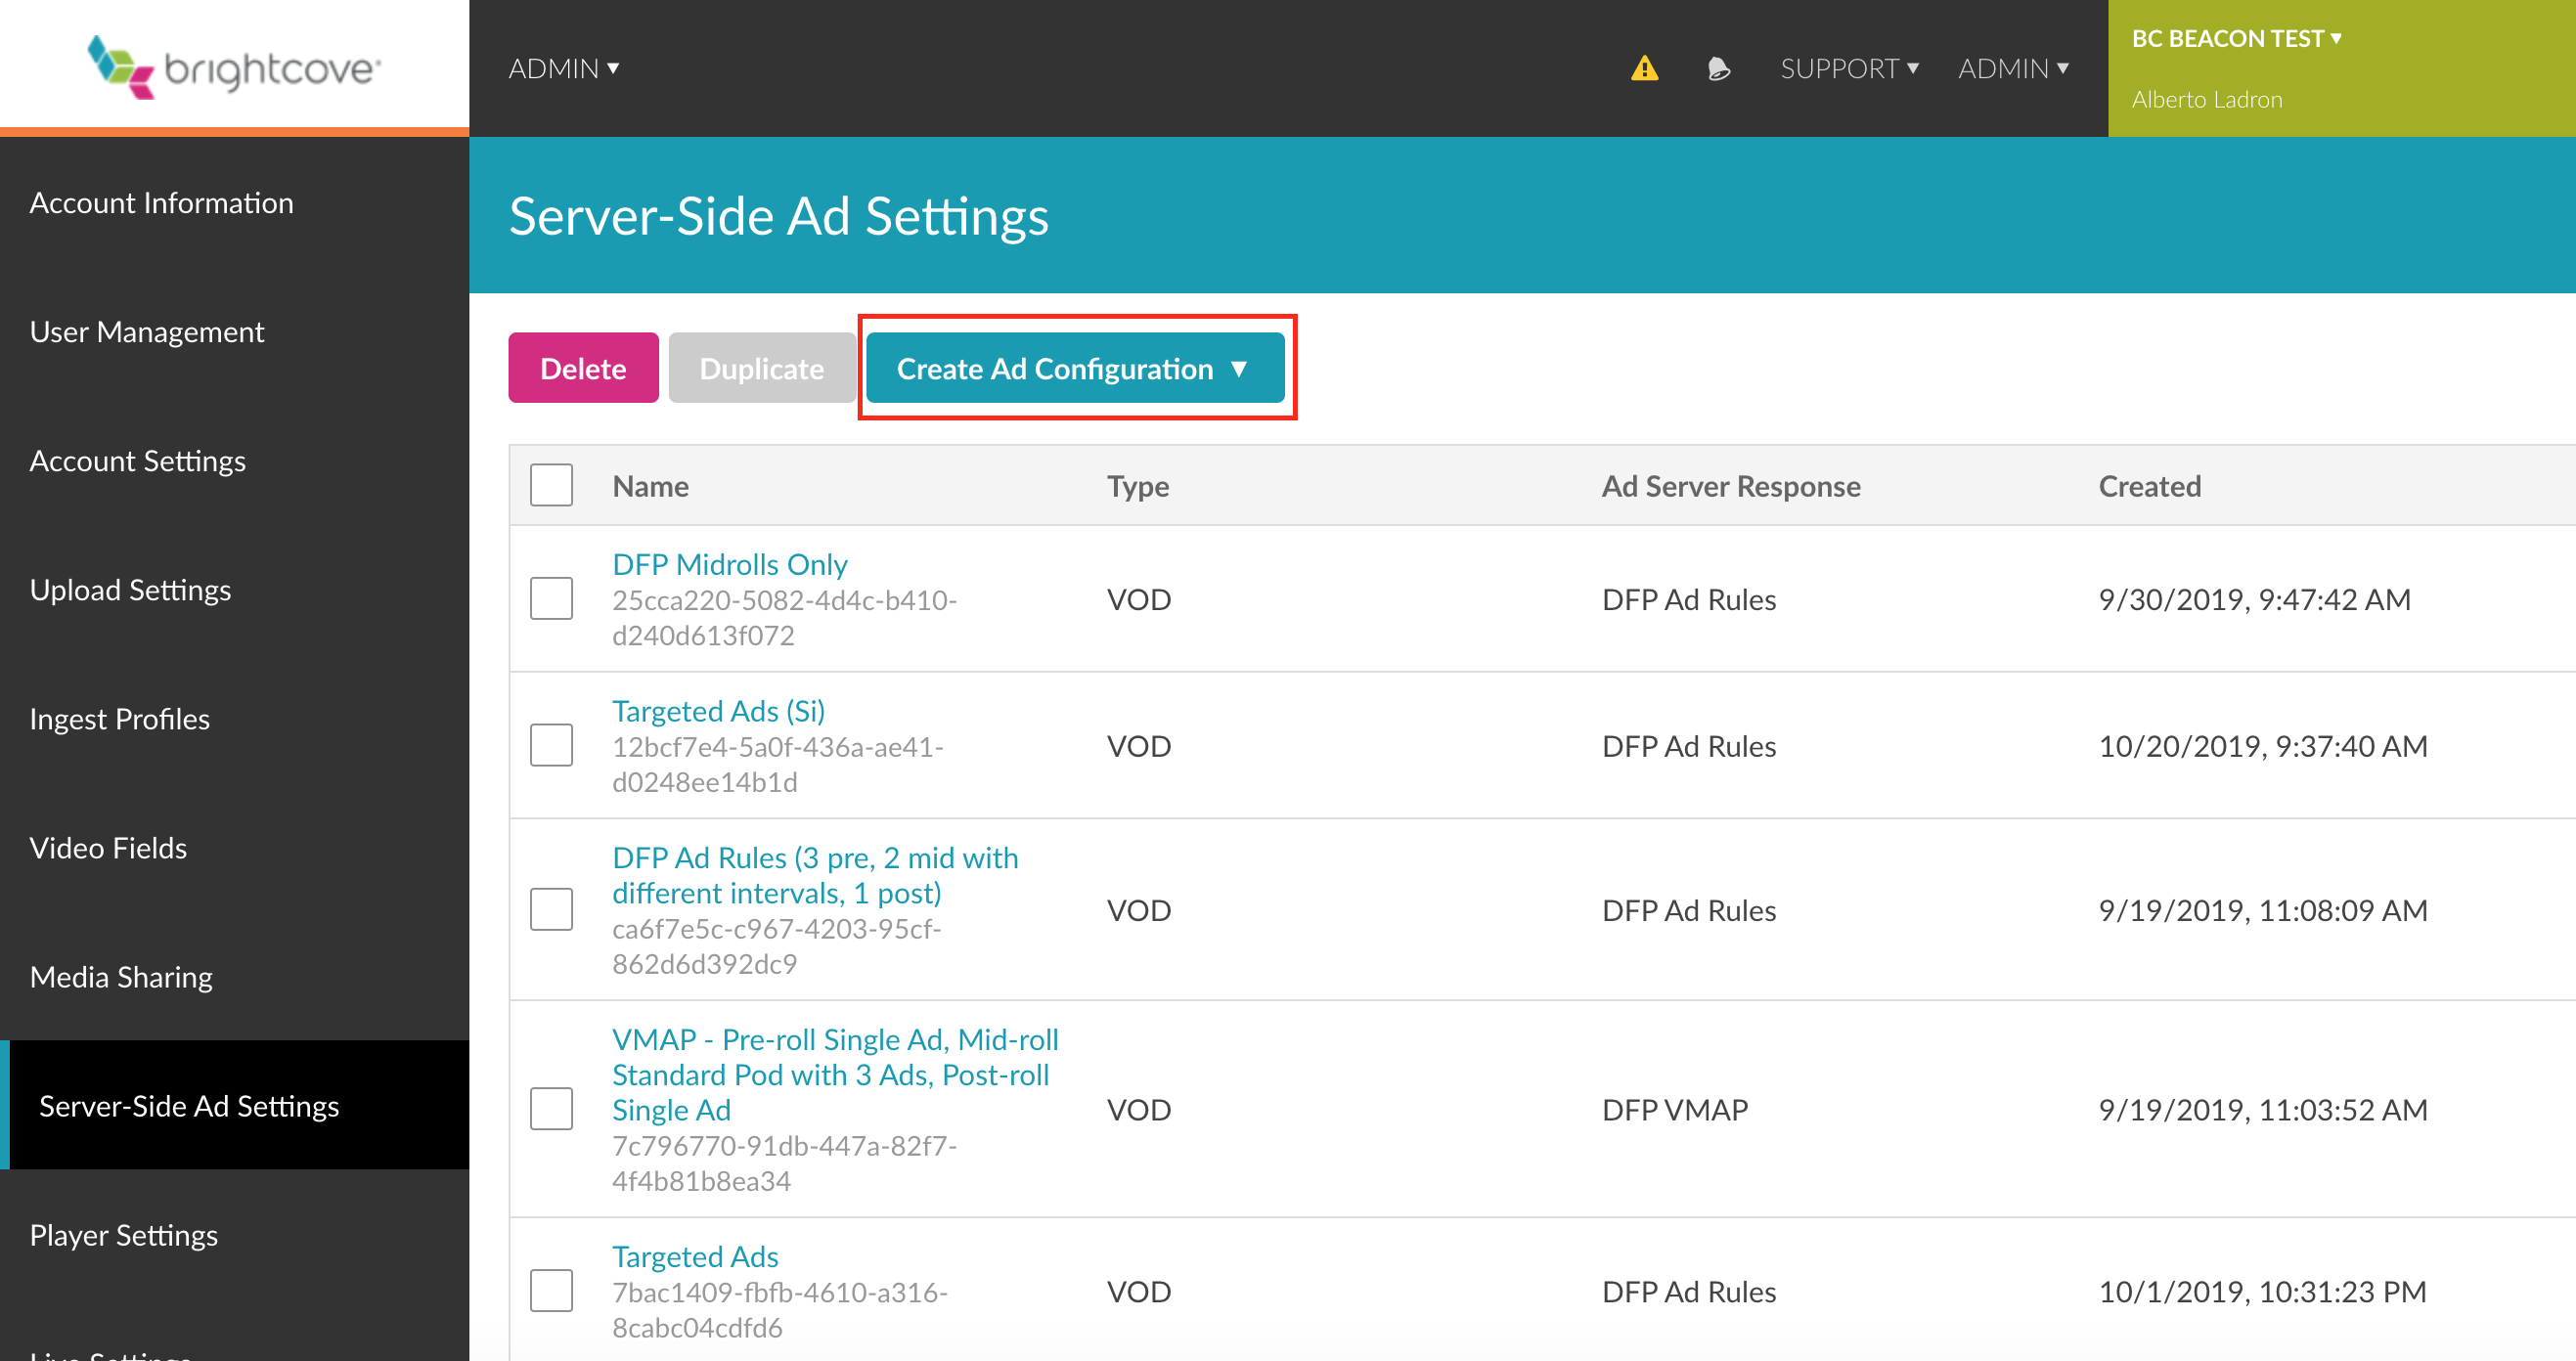 brightcove
ADMIN ▼
SUPPORT ▼
ADMIN ▼
BC BEACON TEST ▼
Alberto Ladron
Account Information
User Management
Account Settings
Upload Settings
Ingest Profiles
Video Fields
Media Sharing
Server-Side Ad Settings
Player Settings
Live Settings
Server-Side Ad Settings
Delete
Duplicate
Create Ad Configuration ▼
Name
Type
Ad Server Response
Created
DFP Midrolls Only
25cca220-5082-4d4c-b410-
d240d613f072
VOD
DFP Ad Rules
9/30/2019, 9:47:42 AM
Targeted Ads (Si)
12bcf7e4-5a0f-436a-ae41-
d0248ee14b1d
VOD
DFP Ad Rules
10/20/2019, 9:37:40 AM
DFP Ad Rules (3 pre, 2 mid with
different intervals, 1 post)
ca6f7e5c-c967-4203-95cf-
862d6d392dc9
VOD
DFP Ad Rules
9/19/2019, 11:08:09 AM
VMAP - Pre-roll Single Ad, Mid-roll
Standard Pod with 3 Ads, Post-roll
Single Ad
7c796770-91db-447a-82f7-
4f4b81b8ea34
VOD
DFP VMAP
9/19/2019, 11:03:52 AM
Targeted Ads
7bac1409-fbfb-4610-a316-
8cabc04cdfd6
VOD
DFP Ad Rules
10/1/2019, 10:31:23 PM